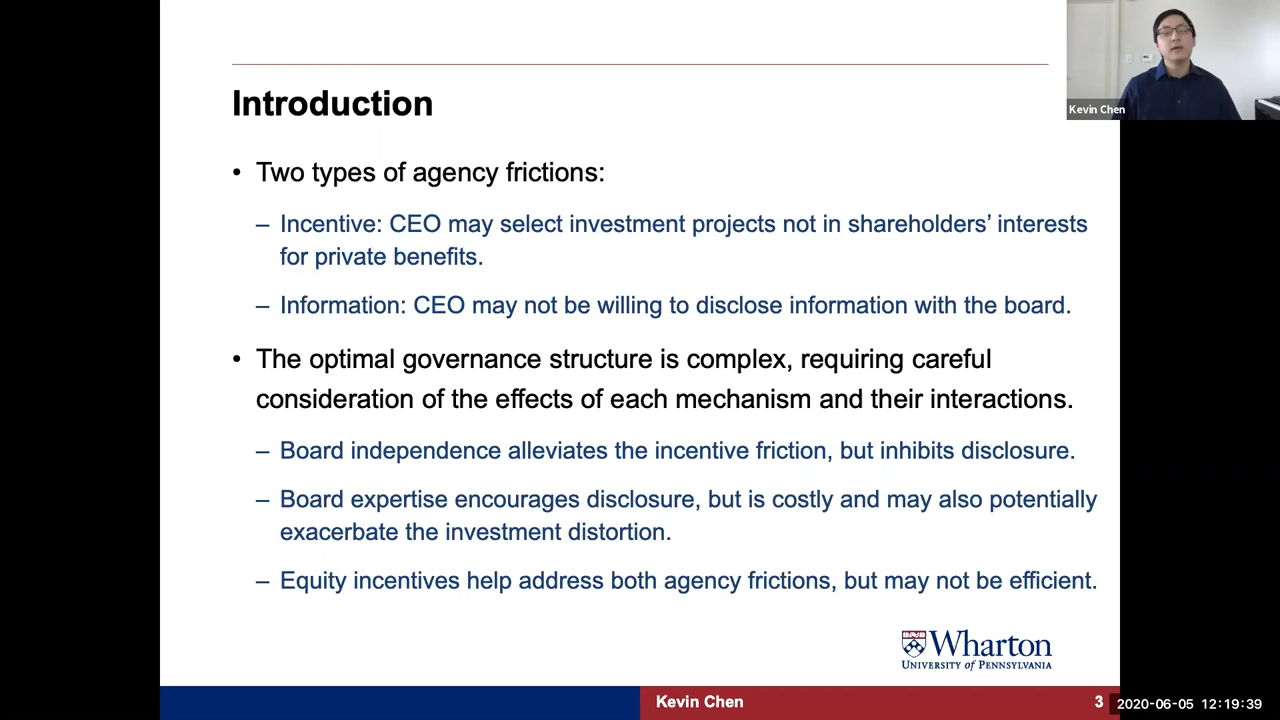 Kevin Chen
Introduction
• Two types of agency frictions:
– Incentive: CEO may select investment projects not in shareholders’ interests
for private benefits.
– Information: CEO may not be willing to disclose information with the board.
• The optimal governance structure is complex, requiring careful
consideration of the effects of each mechanism and their interactions.
– Board independence alleviates the incentive friction, but inhibits disclosure.
– Board expertise encourages disclosure, but is costly and may also potentially
exacerbate the investment distortion.
– Equity incentives help address both agency frictions, but may not be efficient.
Wharton
UNIVERSITY of PENNSYLVANIA
Kevin Chen
3
2020-06-05 12:19:39